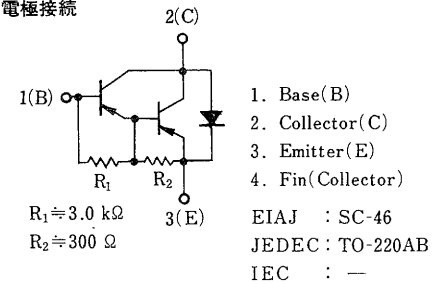 電極接続
2(C)
1(B)
R₁
R₂
3(E)
R₁≒3.0 kΩ
R₂≒300 Ω
1. Base(B)
2. Collector(C)
3. Emitter(E)
4. Fin(Collector)
EIAJ : SC-46
JEDEC : TO-220AB
IEC : —